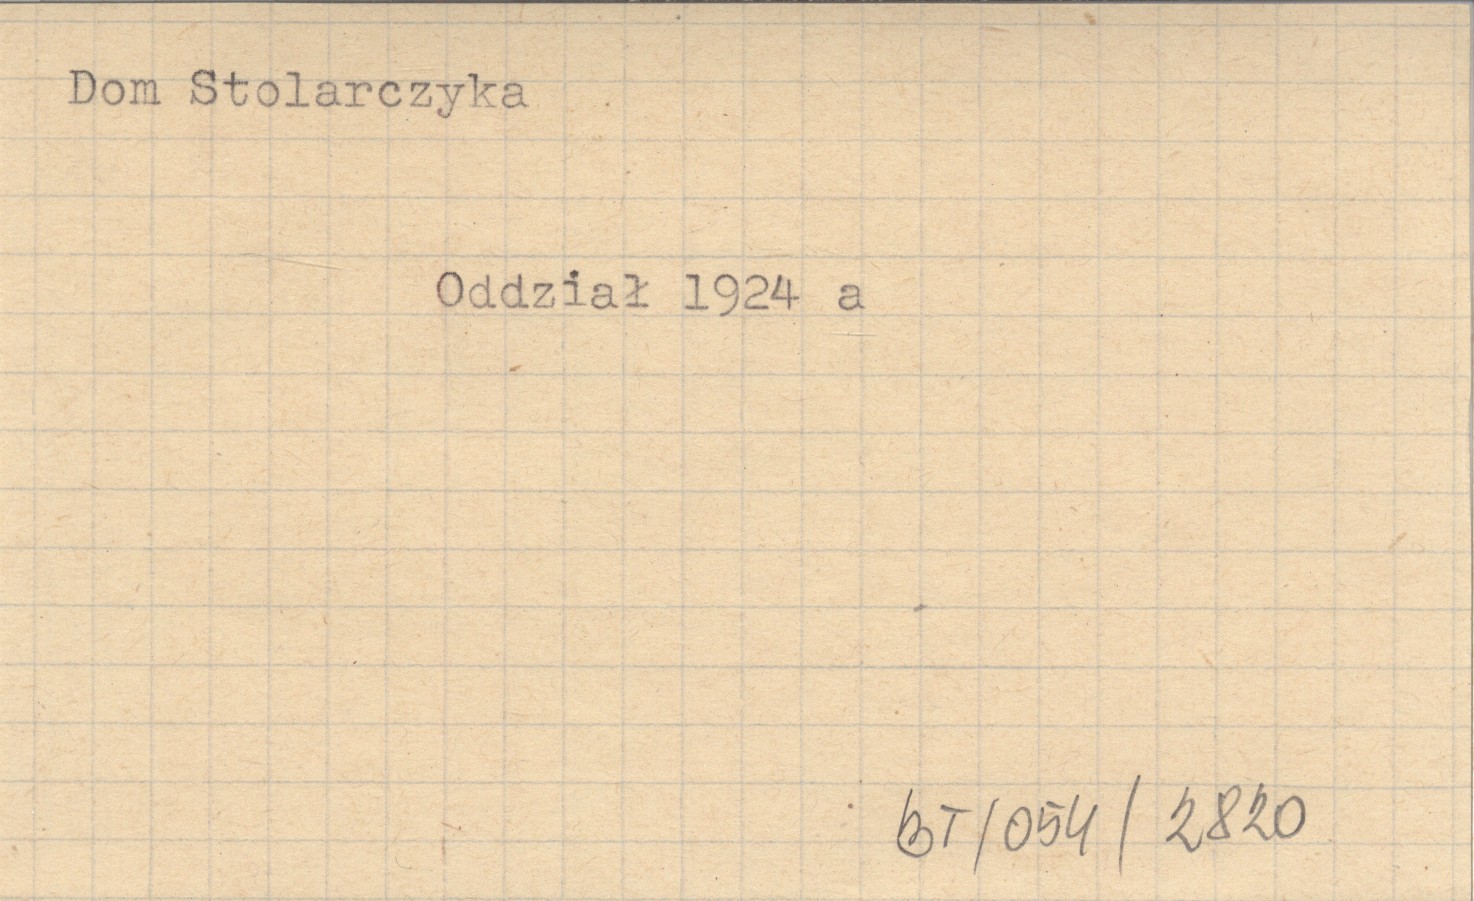 Dom Stolarczyka
Oddział 1924 a
BT/054/2820